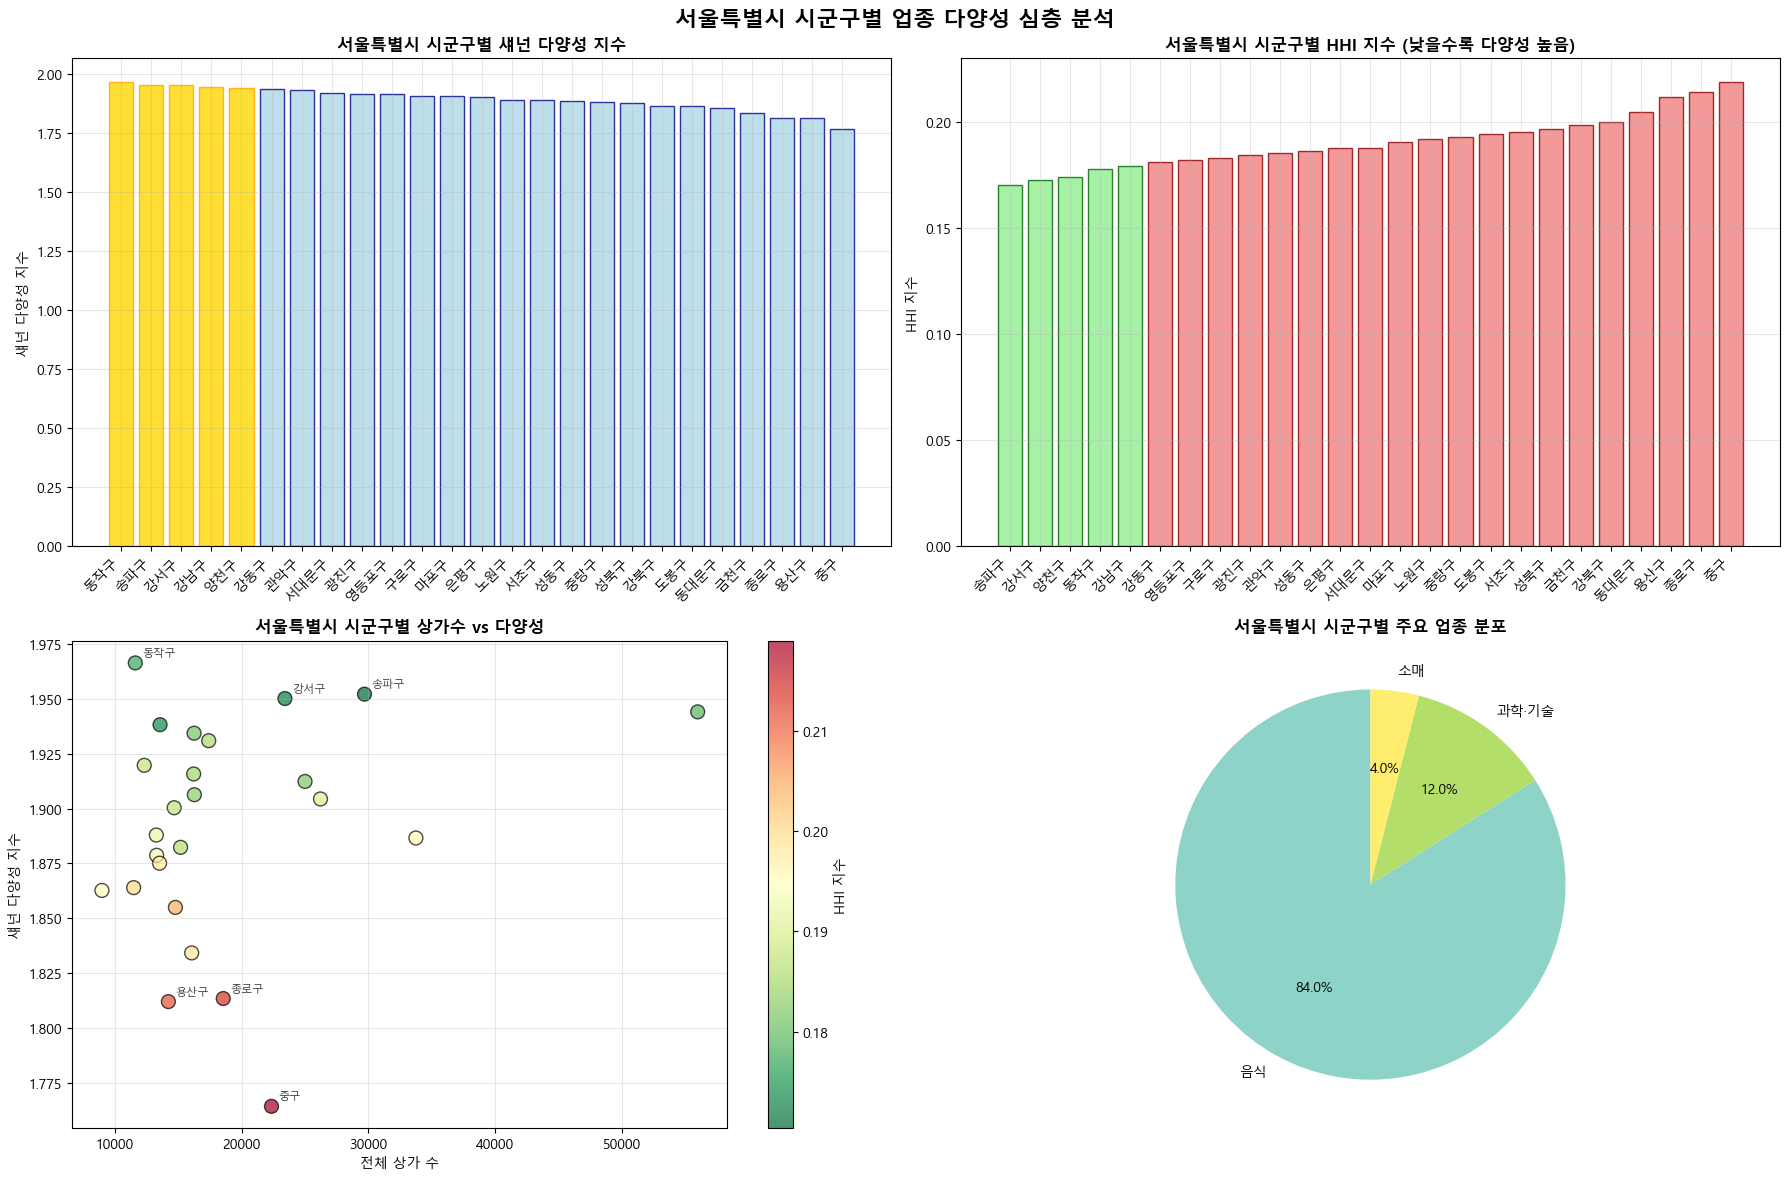 서울특별시 시군구별 업종 다양성 심층 분석
서울특별시 시군구별 섀넌 다양성 지수
섀넌 다양성 지수
2.00
1.75
1.50
1.25
1.00
0.75
0.50
0.25
0.00
동작구
송파구
강서구
강남구
양천구
강동구
관악구
서대문구
광진구
영등포구
구로구
마포구
은평구
노원구
서초구
성동구
중랑구
성북구
강북구
도봉구
동대문구
금천구
종로구
용산구
중구
서울특별시 시군구별 HHI 지수 (낮을수록 다양성 높음)
HHI 지수
0.20
0.15
0.10
0.05
0.00
송파구
강서구
양천구
동작구
강남구
강동구
영등포구
구로구
광진구
관악구
성동구
은평구
서대문구
마포구
노원구
중랑구
도봉구
서초구
성북구
금천구
강북구
동대문구
용산구
종로구
중구
서울특별시 시군구별 상가수 vs 다양성
섀넌 다양성 지수
1.975
1.950
1.925
1.900
1.875
1.850
1.825
1.800
1.775
동작구
강서구
송파구
용산구
종로구
중구
10000
20000
30000
40000
50000
전체 상가 수
0.21
0.20
0.19
0.18
HHI 지수
서울특별시 시군구별 주요 업종 분포
소매
과학·기술
4.0%
12.0%
84.0%
음식